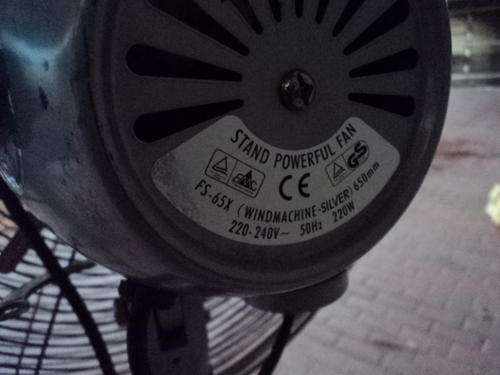 STAND POWERFUL FAN
CE GS
FS-65X (WINDMACHINE-SILVER) 650mm
220-240V~ 50Hz 220W